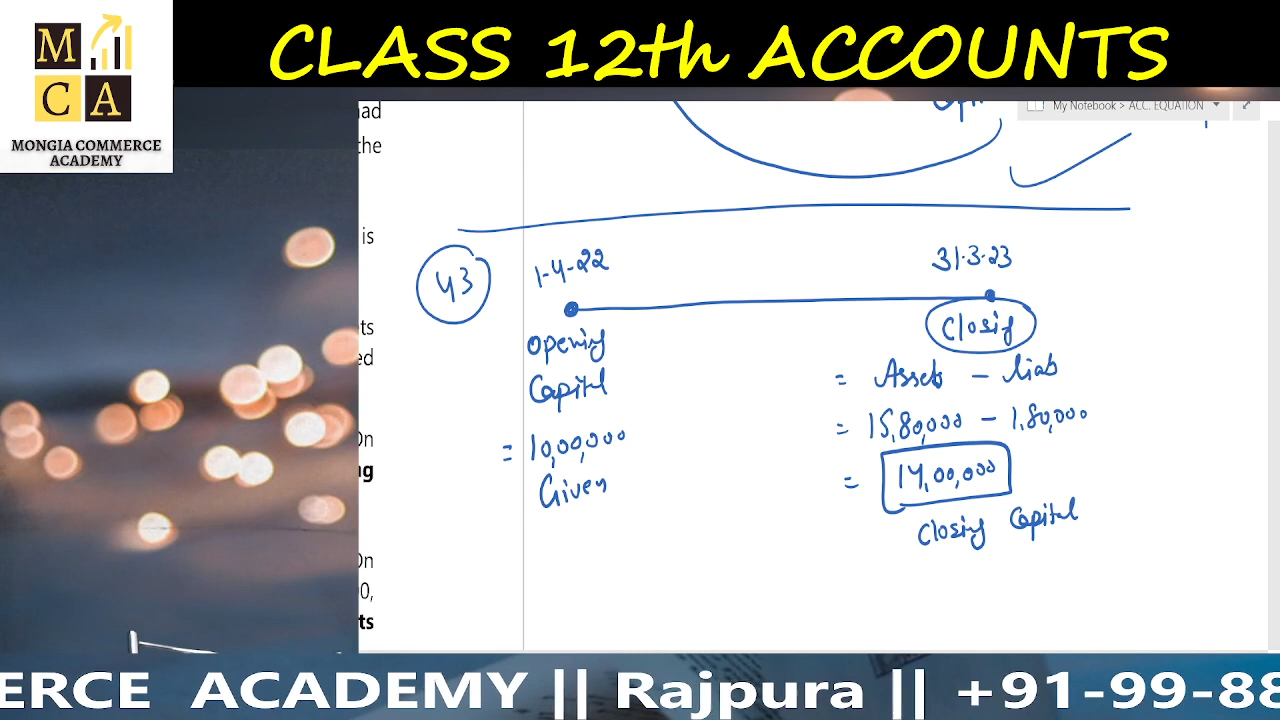 CLASS 12th ACCOUNTS
M
C A
MONGIA COMMERCE
ACADEMY
My Notebook > ACC. EQUATION
the
is
43
1-4-22
31-3-23
Opening
Capital
= 10,00,000
Given
Closing
= Assets - liab
= 15,80,000 - 1,80,000
= 14,00,000
Closing Capital
ERCE ACADEMY || Rajpura || +91-99-88